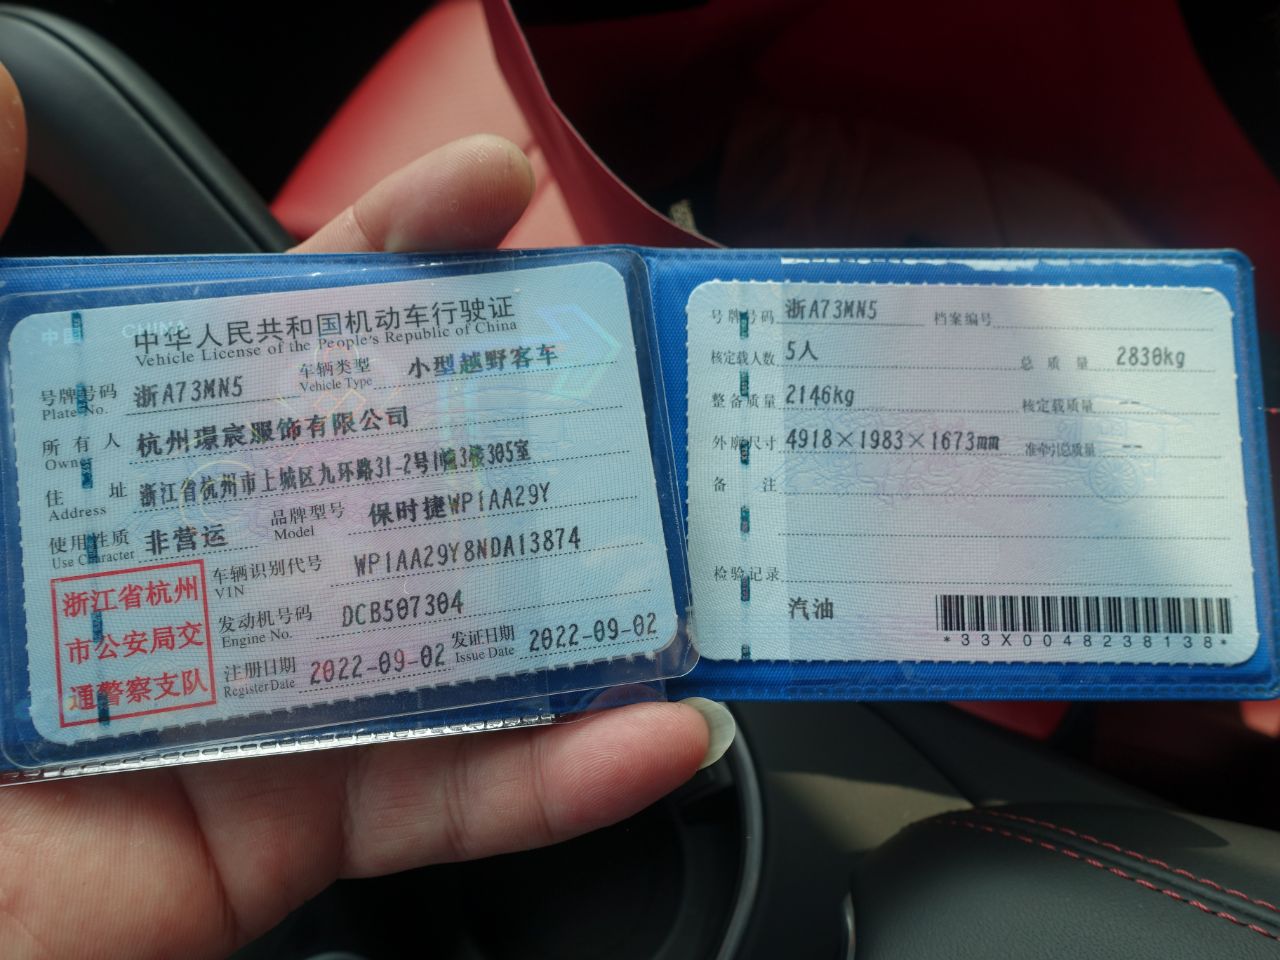 中国 CHINA
中华人民共和国机动车行驶证
Vehicle License of the People's Republic of China
号牌号码 浙A73MN5 车辆类型 小型越野客车
Plate No. Vehicle Type
所有人 杭州璟宸服饰有限公司
Owner
住址 浙江省杭州市上城区九环路31-2号1幢3楼305室
Address
使用性质 非营运 品牌型号 保时捷WP1AA29Y
Use Character Model
浙江省杭州
市公安局交
通警察支队
车辆识别代号 WP1AA29Y8NDA13874
VIN
发动机号码 DCB507304
Engine No.
注册日期 2022-09-02 发证日期 2022-09-02
Register Date Issue Date
号牌号码 浙A73MN5 档案编号
核定载人数 5人 总质量 2830kg
整备质量 2146kg 核定载质量 --
外廓尺寸 4918×1983×1673mm 准牵引总质量 --
备注
检验记录
汽油
*33X0048238138*